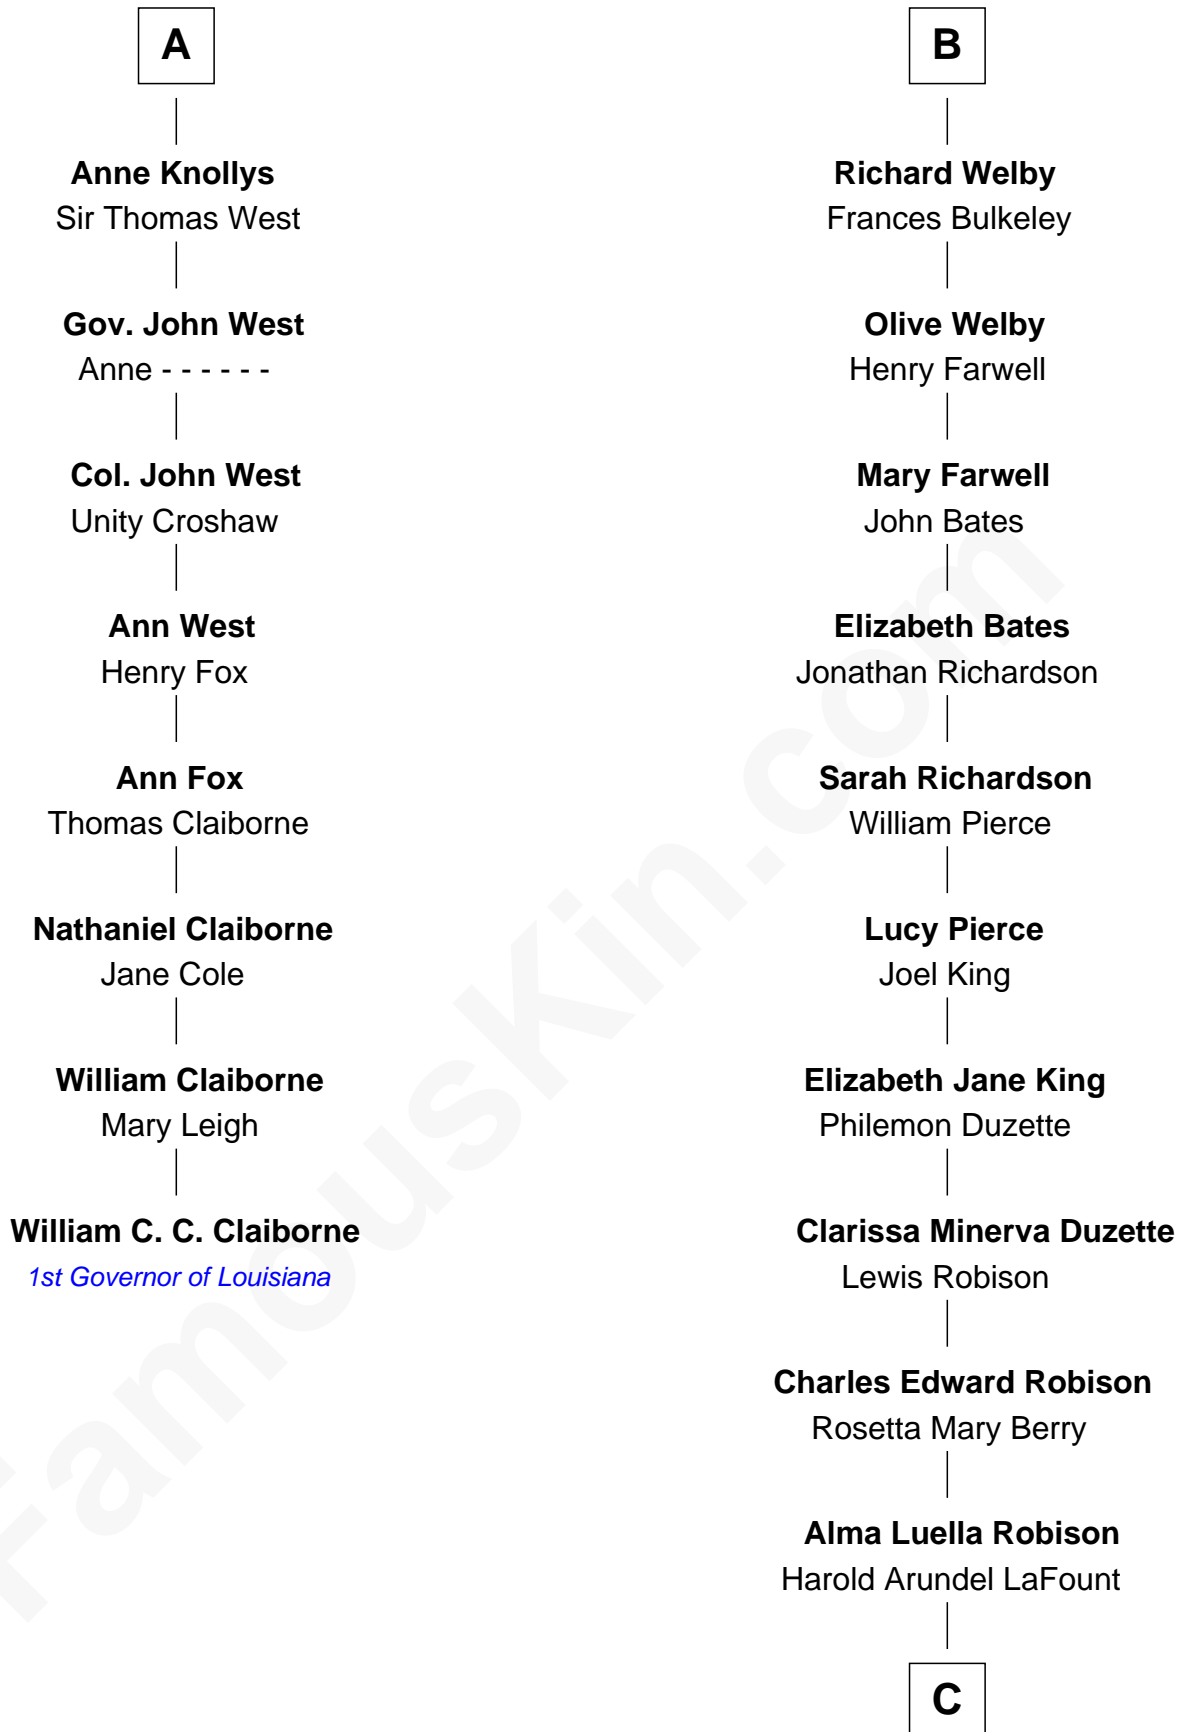 A
Anne Knollys
Sir Thomas West
Gov. John West
Anne - - - - - -
Col. John West
Unity Croshaw
Ann West
Henry Fox
Ann Fox
Thomas Claiborne
Nathaniel Claiborne
Jane Cole
William Claiborne
Mary Leigh
William C. C. Claiborne
1st Governor of Louisiana
B
Richard Welby
Frances Bulkeley
Olive Welby
Henry Farwell
Mary Farwell
John Bates
Elizabeth Bates
Jonathan Richardson
Sarah Richardson
William Pierce
Lucy Pierce
Joel King
Elizabeth Jane King
Philemon Duzette
Clarissa Minerva Duzette
Lewis Robison
Charles Edward Robison
Rosetta Mary Berry
Alma Luella Robison
Harold Arundel LaFount
C
FamousKin.com